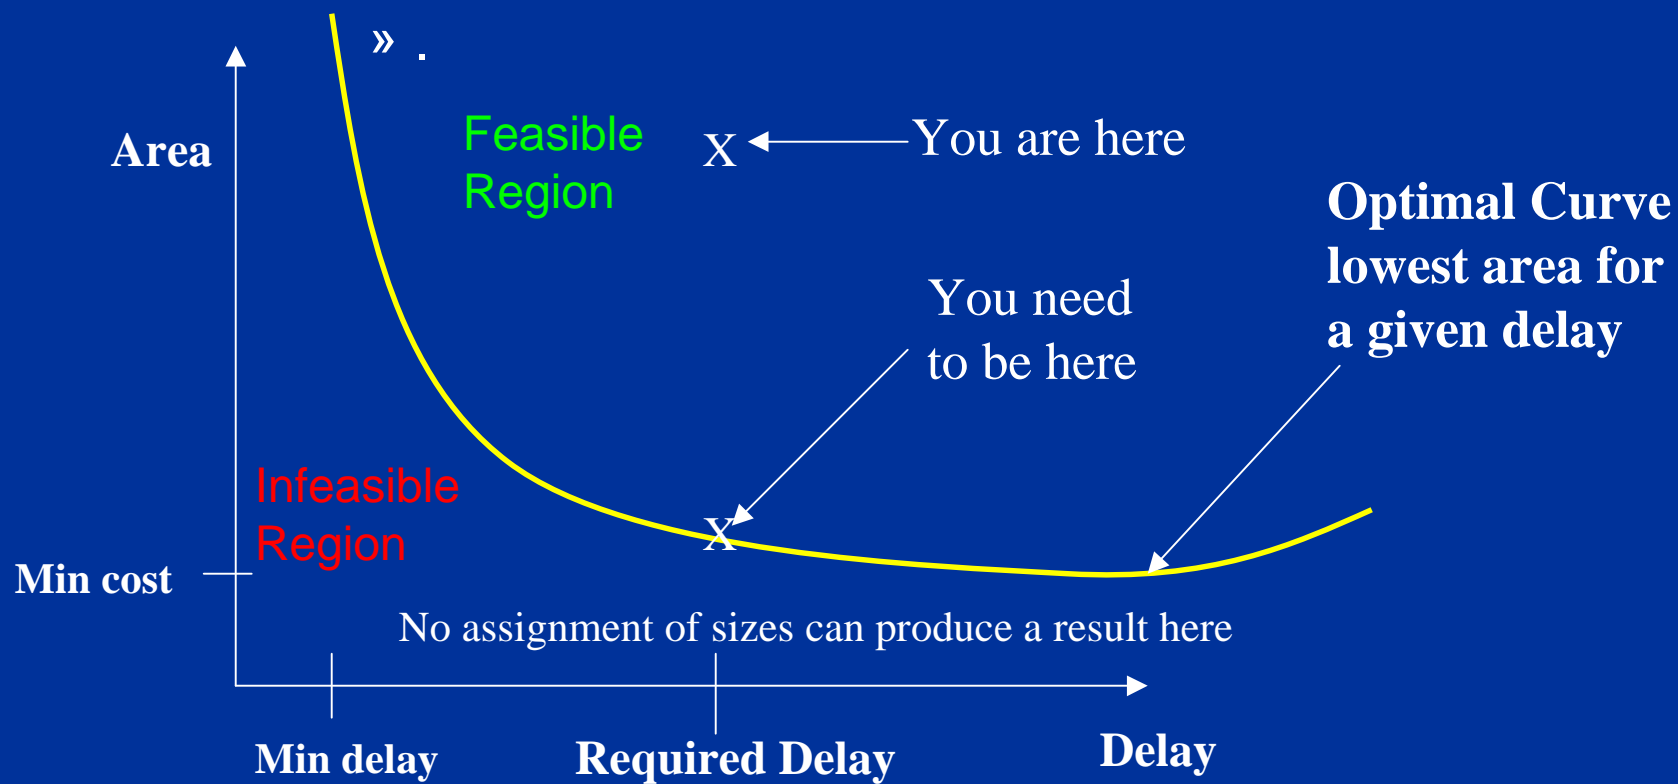 » .
Feasible
Region
Area
X
You are here
Optimal Curve
lowest area for
a given delay
You need
to be here
Infeasible
Region
X
Min cost
No assignment of sizes can produce a result here
Min delay
Required Delay
Delay